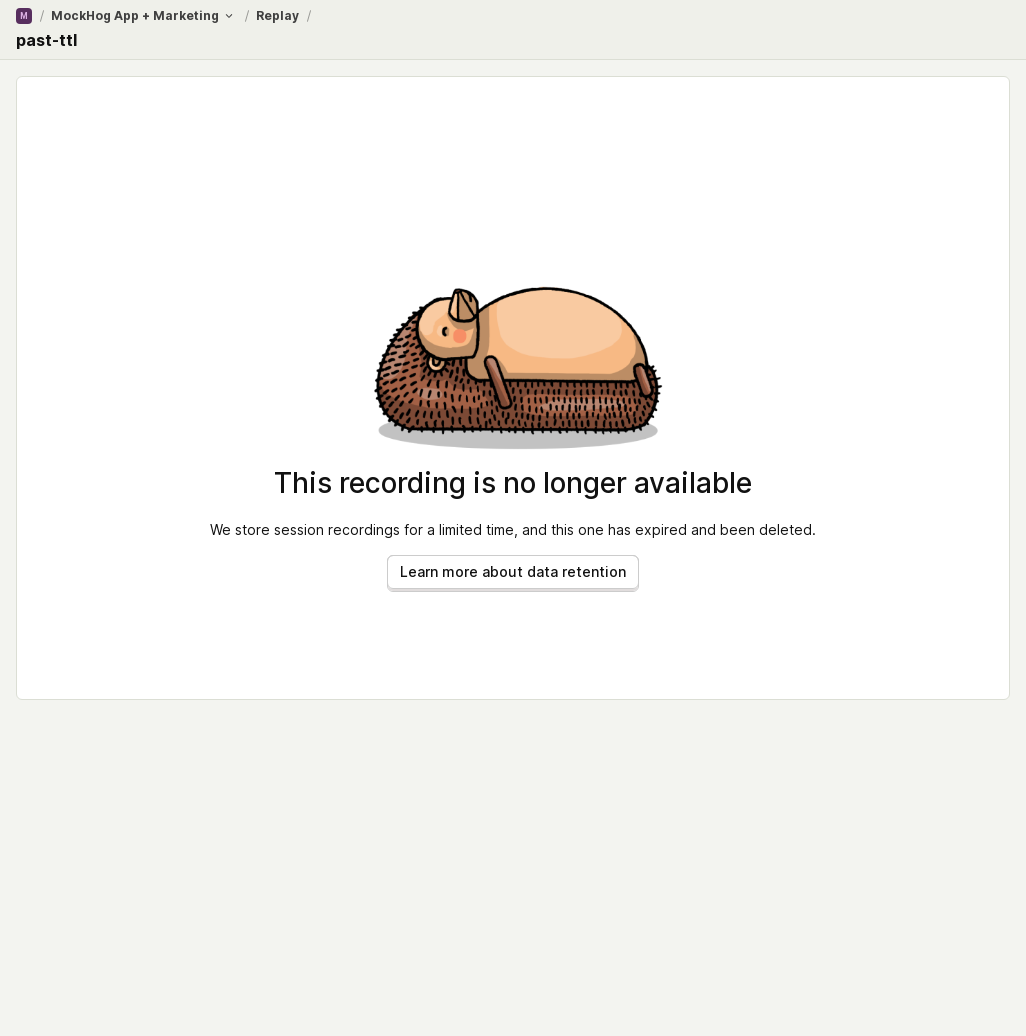 M / MockHog App + Marketing / Replay /
past-ttl
This recording is no longer available
We store session recordings for a limited time, and this one has expired and been deleted.
Learn more about data retention